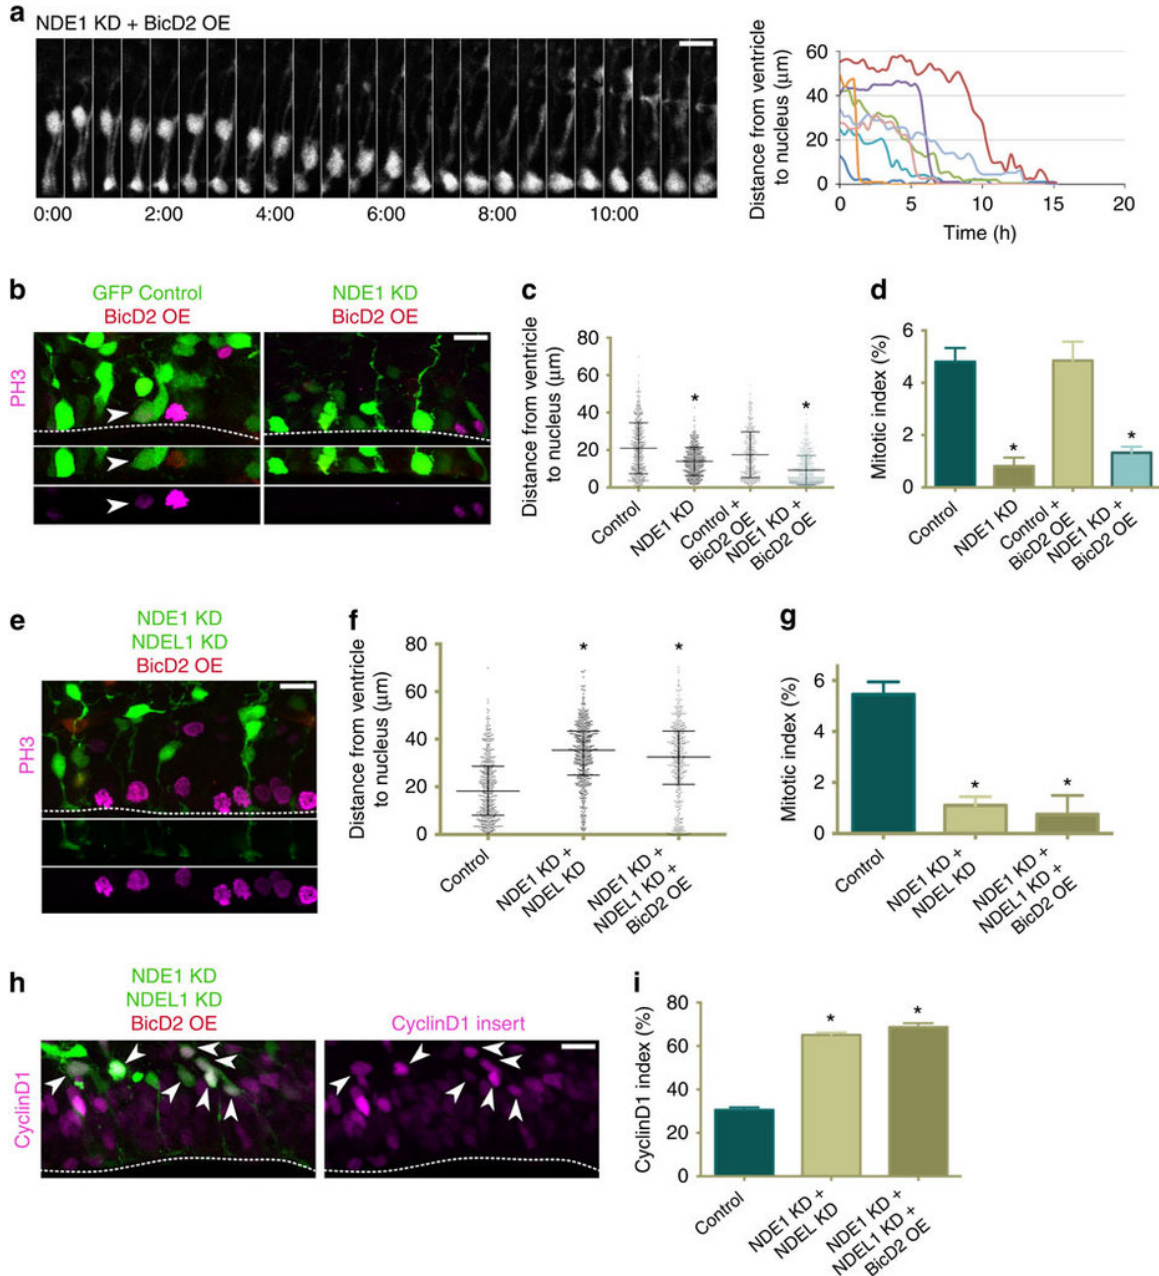 a
NDE1 KD + BicD2 OE
0:00 2:00 4:00 6:00 8:00 10:00
Distance from ventricle
to nucleus (μm)
60
40
20
0
0 5 10 15 20
Time (h)
b
GFP Control
BicD2 OE
NDE1 KD
BicD2 OE
PH3
c
Distance from ventricle
to nucleus (μm)
80
60
40
20
0
* *
Control
NDE1 KD
Control +
BicD2 OE
NDE1 KD +
BicD2 OE
d
Mitotic index (%)
6
4
2
0
* *
Control
NDE1 KD
Control +
BicD2 OE
NDE1 KD +
BicD2 OE
e
NDE1 KD
NDEL1 KD
BicD2 OE
PH3
f
Distance from ventricle
to nucleus (μm)
80
60
40
20
0
* *
Control
NDE1 KD +
NDEL KD
NDE1 KD +
NDEL1 KD +
BicD2 OE
g
Mitotic index (%)
6
4
2
0
* *
Control
NDE1 KD +
NDEL KD
NDE1 KD +
NDEL1 KD +
BicD2 OE
h
NDE1 KD
NDEL1 KD
BicD2 OE
CyclinD1 insert
CyclinD1
i
CyclinD1 index (%)
80
60
40
20
0
* *
Control
NDE1 KD +
NDEL KD
NDE1 KD +
NDEL1 KD +
BicD2 OE